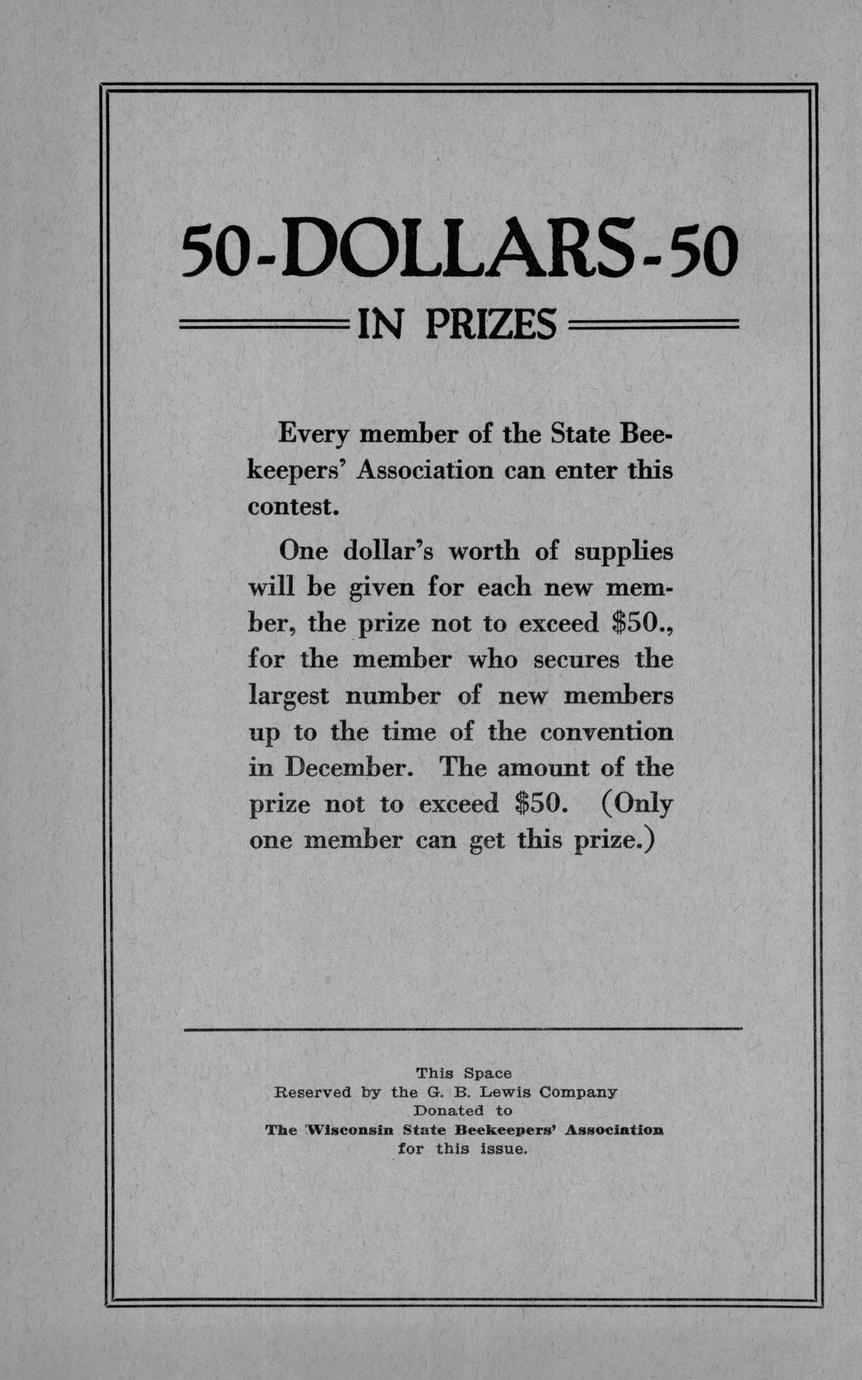 50-DOLLARS-50
IN PRIZES
Every member of the State Bee-
keepers' Association can enter this
contest.
One dollar's worth of supplies
will be given for each new mem-
ber, the prize not to exceed $50.,
for the member who secures the
largest number of new members
up to the time of the convention
in December. The amount of the
prize not to exceed $50. (Only
one member can get this prize.)
This Space
Reserved by the G. B. Lewis Company
Donated to
The Wisconsin State Beekeepers' Association
for this issue.